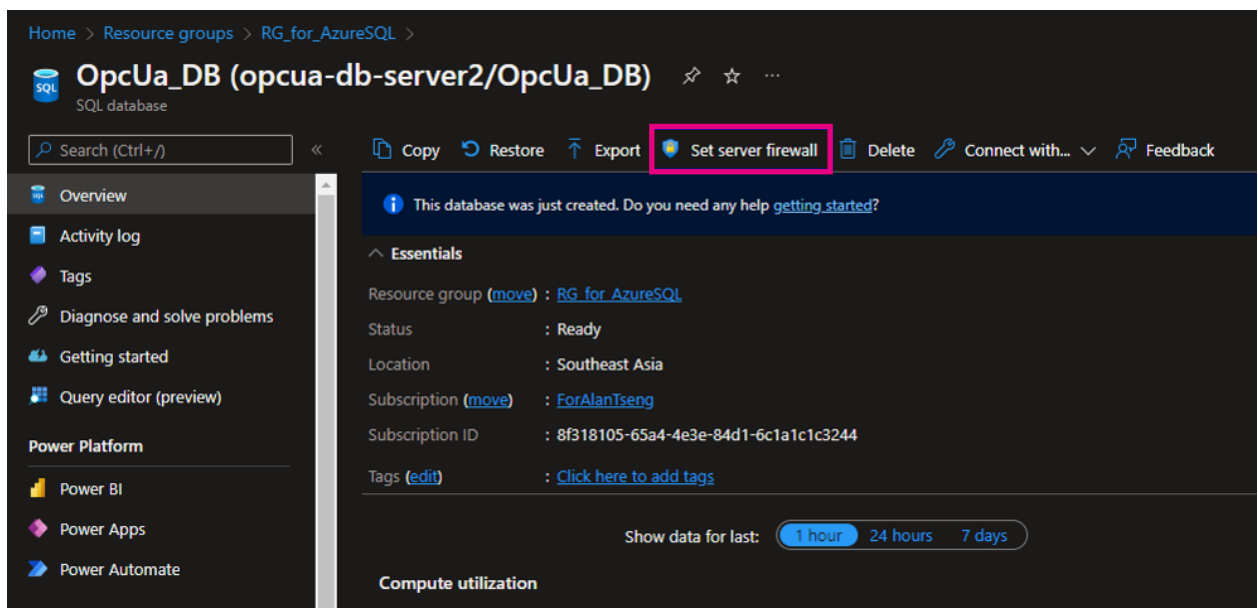 Home > Resource groups > RG_for_AzureSQL >
OpcUa_DB (opcua-db-server2/OpcUa_DB) ...
SQL database
Search (Ctrl+/)
«
Copy Restore Export Set server firewall Delete Connect with... Feedback
Overview
Activity log
Tags
Diagnose and solve problems
Getting started
Query editor (preview)
Power Platform
Power BI
Power Apps
Power Automate
This database was just created. Do you need any help getting started?
Essentials
Resource group (move) : RG_for_AzureSQL
Status : Ready
Location : Southeast Asia
Subscription (move) : ForAlanTseng
Subscription ID : 8f318105-65a4-4e3e-84d1-6c1a1c1c3244
Tags (edit) : Click here to add tags
Show data for last: 1 hour 24 hours 7 days
Compute utilization